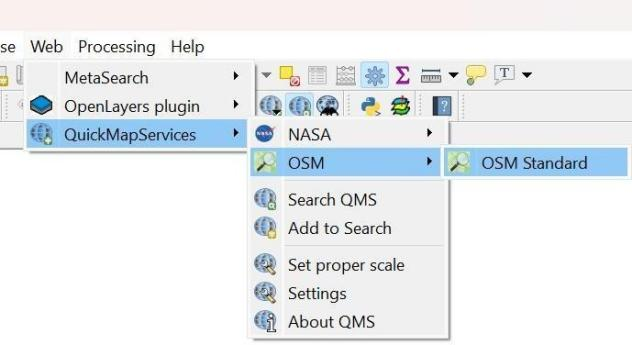 se Web Processing Help
MetaSearch
OpenLayers plugin
QuickMapServices
NASA
OSM
OSM Standard
Search QMS
Add to Search
Set proper scale
Settings
About QMS